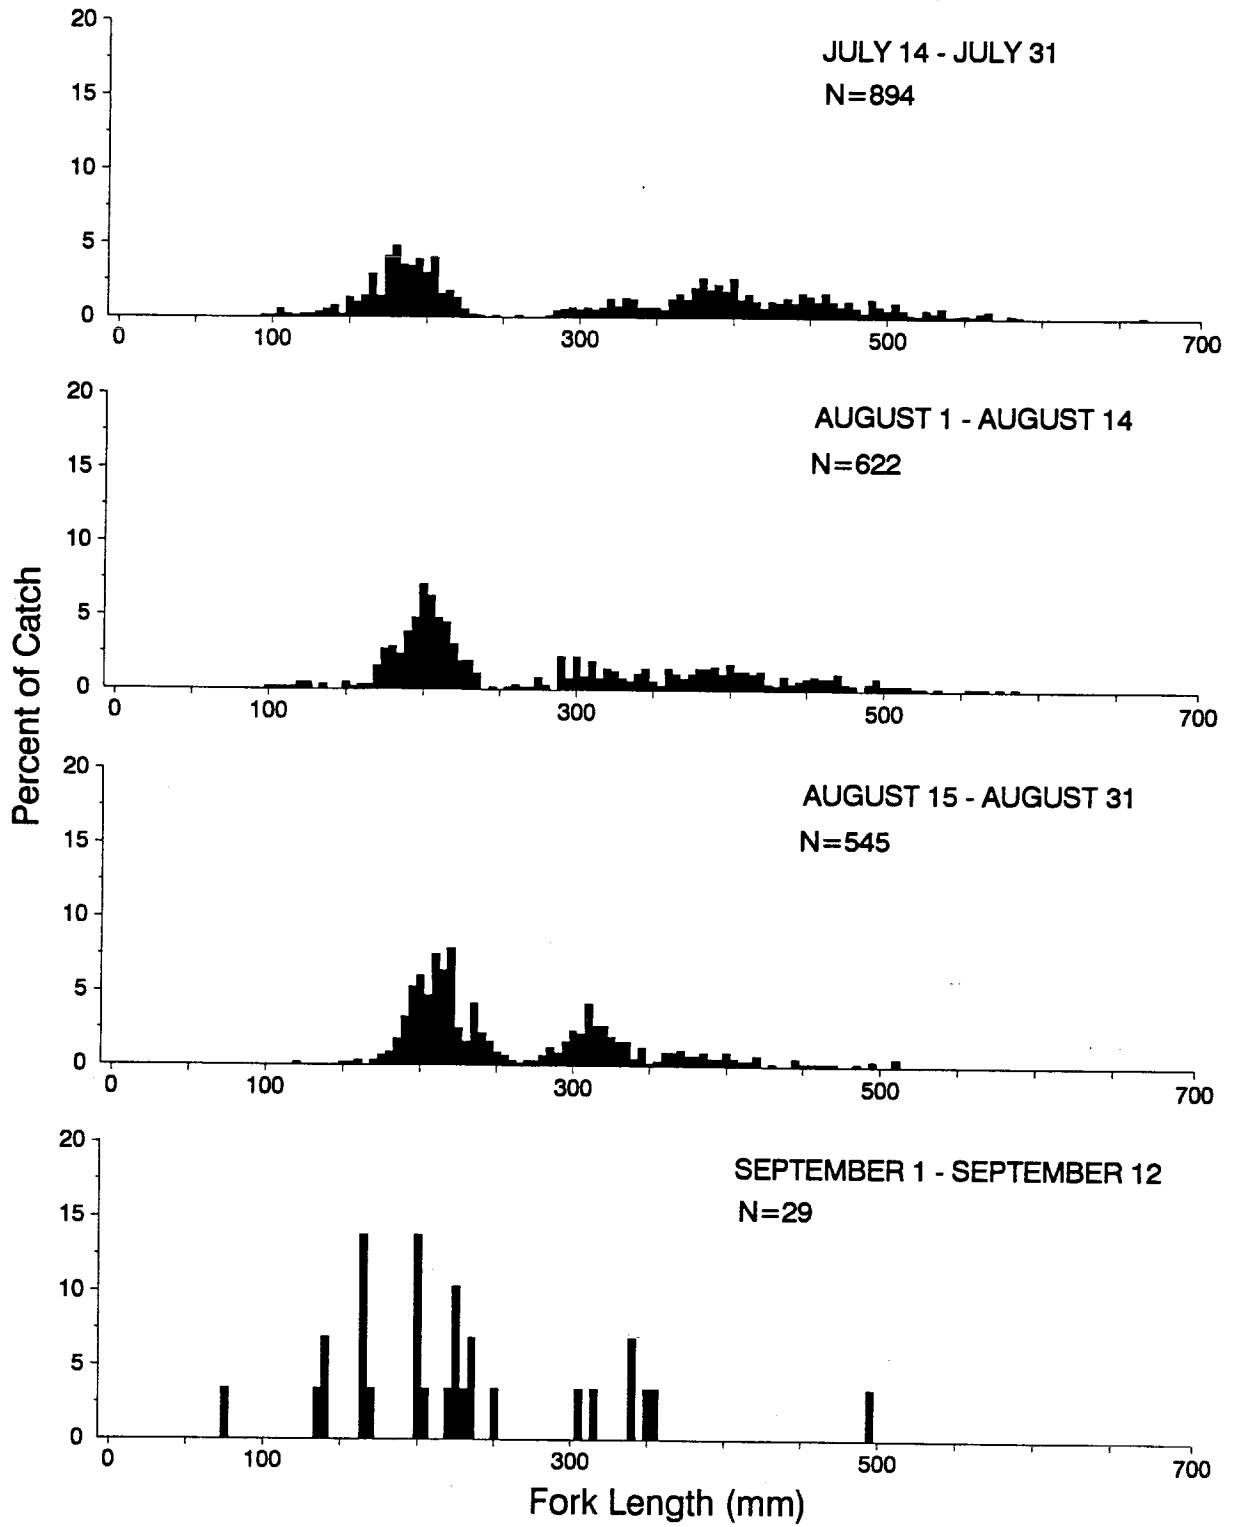 20
JULY 14 - JULY 31
N=894
15
10
5
0
0 100 300 500 700
20
AUGUST 1 - AUGUST 14
N=622
15
10
5
0
0 100 300 500 700
Percent of Catch
20
AUGUST 15 - AUGUST 31
N=545
15
10
5
0
0 100 300 500 700
20
SEPTEMBER 1 - SEPTEMBER 12
N=29
15
10
5
0
0 100 300 500 700
Fork Length (mm)